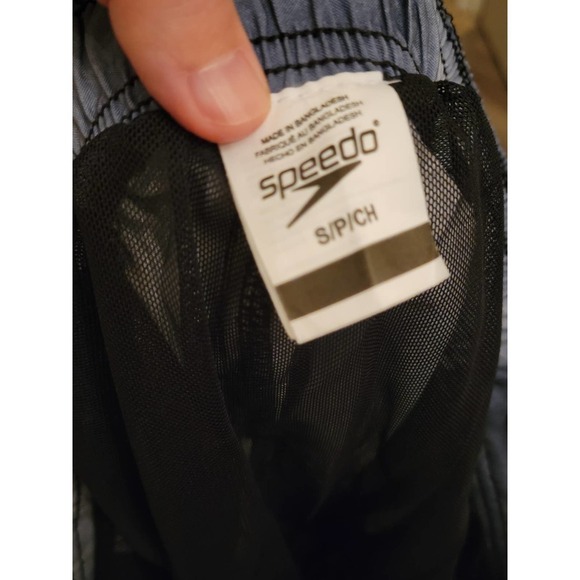 MADE IN BANGLADESH
FABRIQUÉ AU BANGLADESH
HECHO EN BANGLADESH
speedo®
S/P/CH